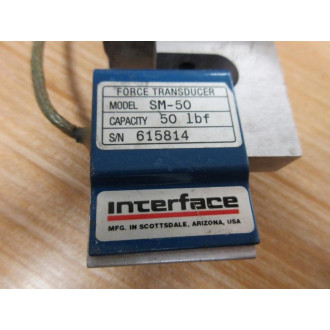 FORCE TRANSDUCER
MODEL SM-50
CAPACITY 50 lbf
S/N 615814
Interface
MFG. IN SCOTTSDALE, ARIZONA, USA